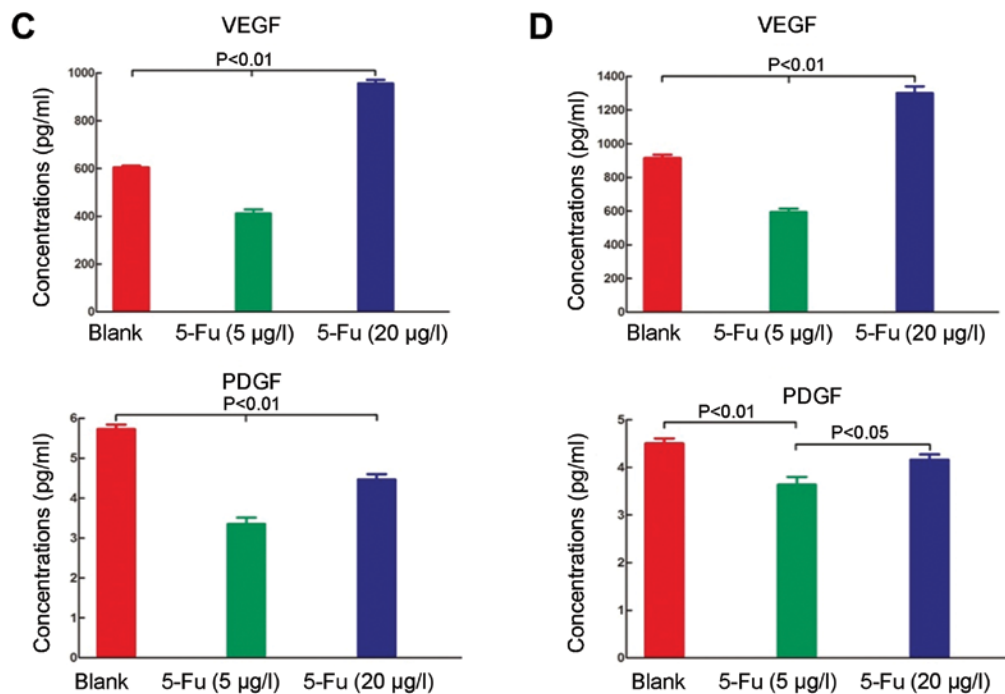 C
VEGF
P<0.01
Concentrations (pg/ml)
1000
800
600
400
200
0
Blank 5-Fu (5 µg/l) 5-Fu (20 µg/l)
D
VEGF
P<0.01
Concentrations (pg/ml)
1400
1200
1000
800
600
400
200
0
Blank 5-Fu (5 µg/l) 5-Fu (20 µg/l)
PDGF
P<0.01
Concentrations (pg/ml)
6
5
4
3
2
1
0
Blank 5-Fu (5 µg/l) 5-Fu (20 µg/l)
PDGF
P<0.01
P<0.05
Concentrations (pg/ml)
5
4
3
2
1
0
Blank 5-Fu (5 µg/l) 5-Fu (20 µg/l)